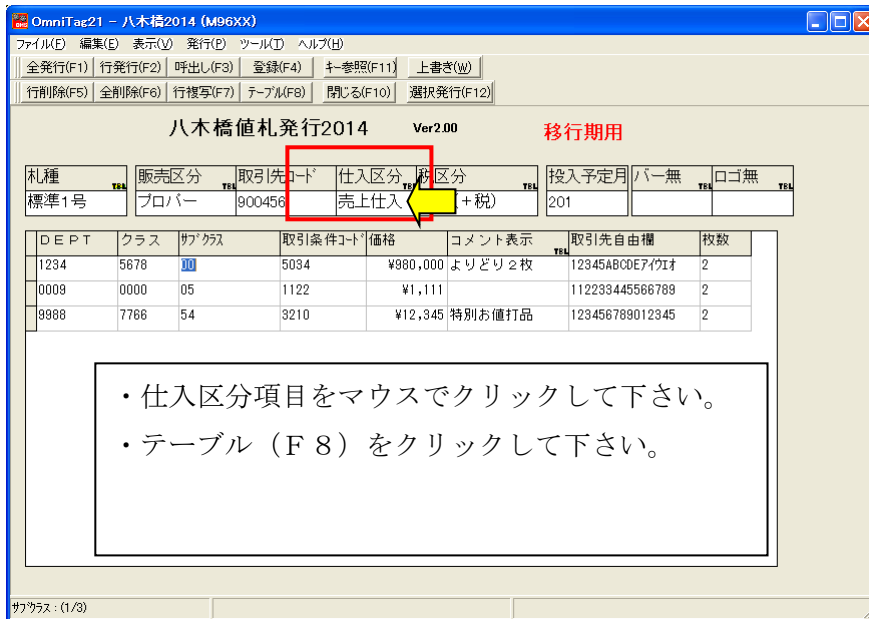 OmniTag21 - 八木橋2014 (M96XX)
ファイル(F) 編集(E) 表示(V) 発行(P) ツール(T) ヘルプ(H)
全発行(F1) 行発行(F2) 呼出し(F3) 登録(F4) キー参照(F11) 上書き(W)
行削除(F5) 全削除(F6) 行複写(F7) テーブル(F8) 閉じる(F10) 選択発行(F12)
八木橋値札発行2014 Ver2.00 移行期用
札種 TBL 販売区分 TBL 取引先コード 仕入区分 TBL 税区分 TBL 投入予定月 バー無 TBL ロゴ無 TBL
標準1号 プロパー 900456 売上仕入 (+税) 201
DEPT クラス サブクラス 取引条件コード 価格 コメント表示 TBL 取引先自由欄 枚数
1234 5678 00 5034 ¥980,000 よりどり2枚 12345ABCDEアイウエオ 2
0009 0000 05 1122 ¥1,111 112233445566789 2
9988 7766 54 3210 ¥12,345 特別お値打品 123456789012345 2
・仕入区分項目をマウスでクリックして下さい。
・テーブル(F8)をクリックして下さい。
サブクラス : (1/3)